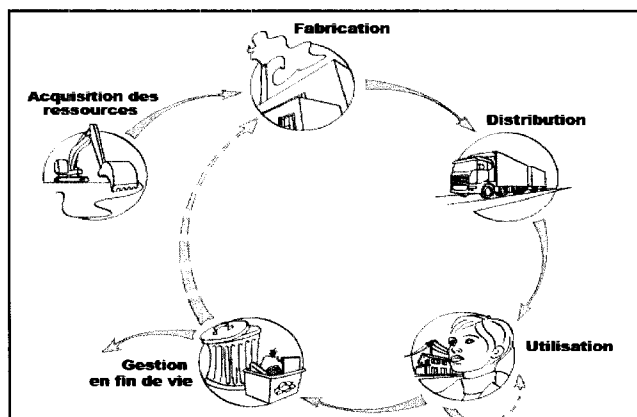 Fabrication
Acquisition des
ressources
Distribution
Utilisation
Gestion
en fin de vie